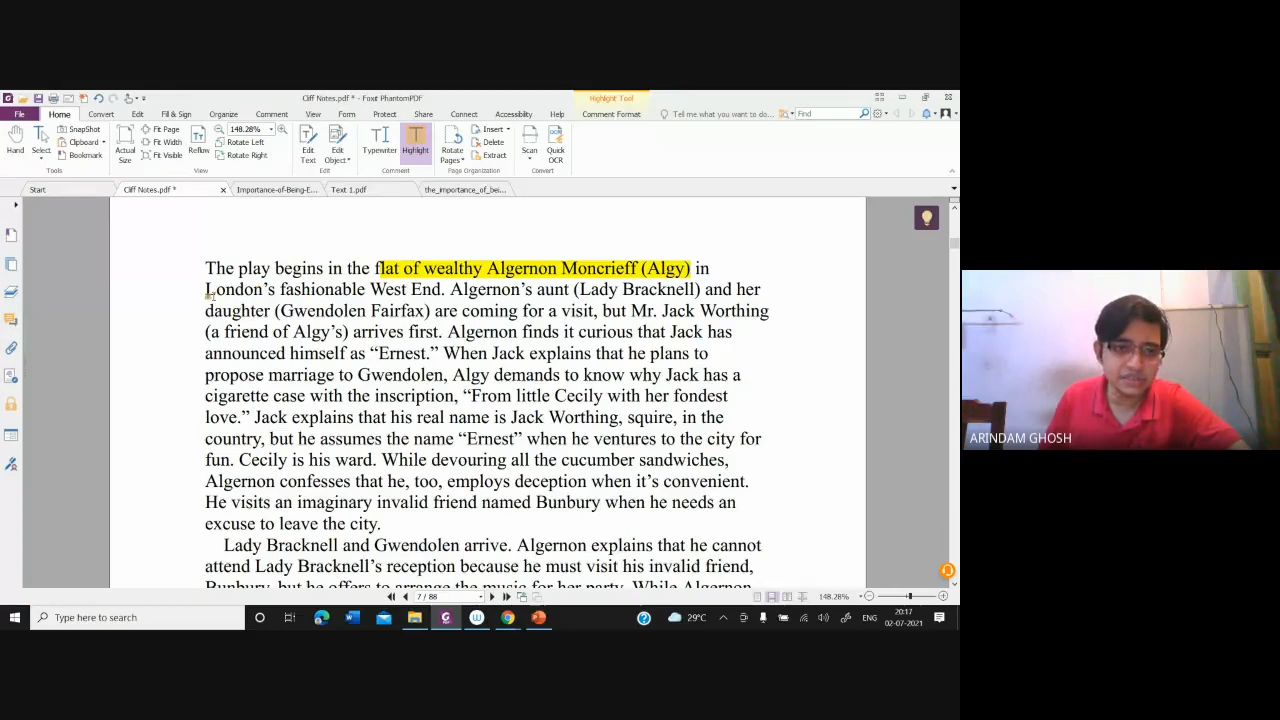 Cliff Notes.pdf * - Foxit PhantomPDF
Highlight Tool
File
Home
Convert
Edit
Fill & Sign
Organize
Comment
View
Form
Protect
Share
Connect
Accessibility
Help
Comment Format
Tell me what you want to do...
Find
Hand
Select
SnapShot
Clipboard
Bookmark
Tools
Actual
Size
Fit Page
Fit Width
Fit Visible
Reflow
148.28%
Rotate Left
Rotate Right
View
Edit
Text
Edit
Object
Edit
Typewriter
Highlight
Comment
Rotate
Pages
Insert
Delete
Extract
Page Organization
Scan
Quick
OCR
Convert
Start
Cliff Notes.pdf *
Importance-of-Being-E...
Text 1.pdf
the_importance_of_bei...
The play begins in the flat of wealthy Algernon Moncrieff (Algy) in
London’s fashionable West End. Algernon’s aunt (Lady Bracknell) and her
daughter (Gwendolen Fairfax) are coming for a visit, but Mr. Jack Worthing
(a friend of Algy’s) arrives first. Algernon finds it curious that Jack has
announced himself as “Ernest.” When Jack explains that he plans to
propose marriage to Gwendolen, Algy demands to know why Jack has a
cigarette case with the inscription, “From little Cecily with her fondest
love.” Jack explains that his real name is Jack Worthing, squire, in the
country, but he assumes the name “Ernest” when he ventures to the city for
fun. Cecily is his ward. While devouring all the cucumber sandwiches,
Algernon confesses that he, too, employs deception when it’s convenient.
He visits an imaginary invalid friend named Bunbury when he needs an
excuse to leave the city.
Lady Bracknell and Gwendolen arrive. Algernon explains that he cannot
attend Lady Bracknell’s reception because he must visit his invalid friend,
Bunbury, but he offers to arrange the music for her party. While Algernon
7 / 88
148.28%
Type here to search
29°C
ENG
20:17
02-07-2021
ARINDAM GHOSH